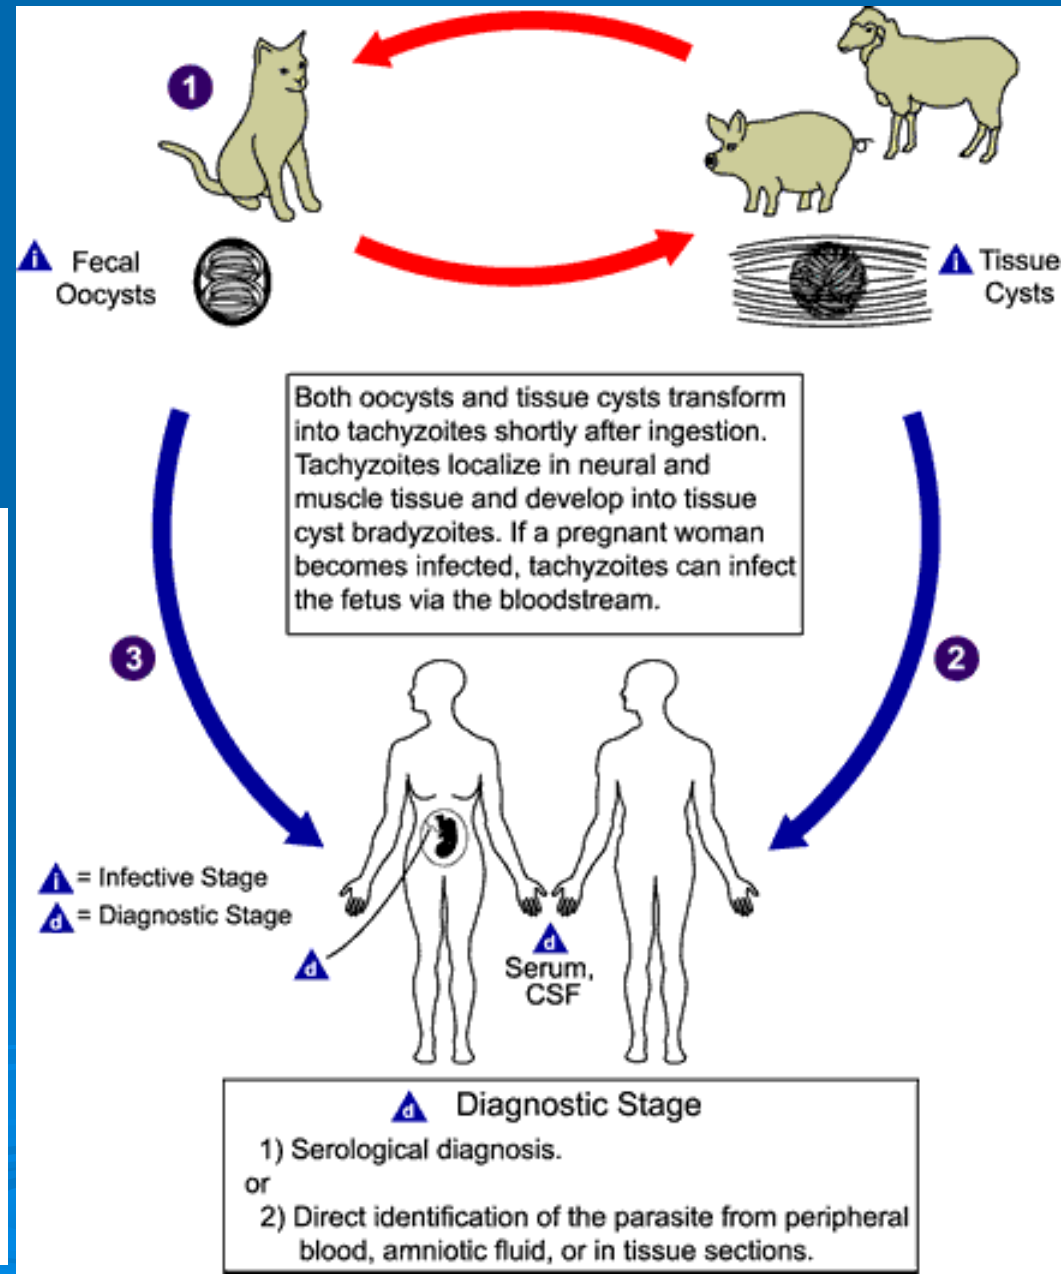 1
i Fecal
Oocysts
i Tissue
Cysts
Both oocysts and tissue cysts transform
into tachyzoites shortly after ingestion.
Tachyzoites localize in neural and
muscle tissue and develop into tissue
cyst bradyzoites. If a pregnant woman
becomes infected, tachyzoites can infect
the fetus via the bloodstream.
3
2
i = Infective Stage
d = Diagnostic Stage
d
d
Serum,
CSF
d Diagnostic Stage
1) Serological diagnosis.
or
2) Direct identification of the parasite from peripheral
blood, amniotic fluid, or in tissue sections.